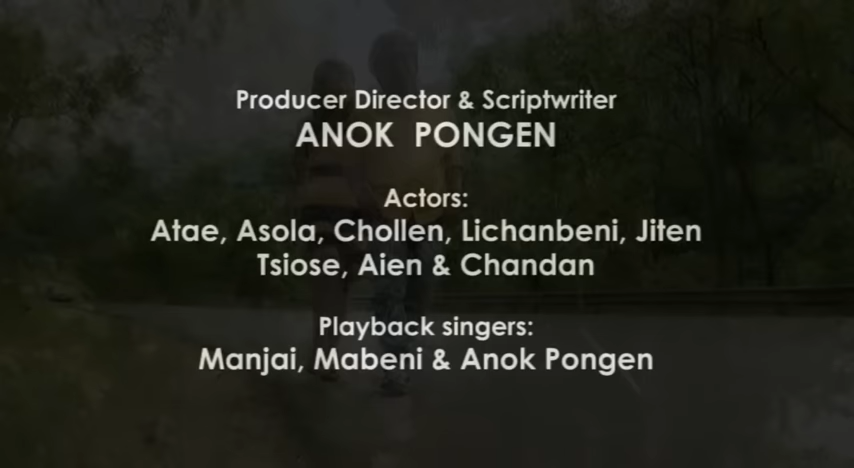 Producer Director & Scriptwriter
ANOK PONGEN
Actors:
Atae, Asola, Chollen, Lichanbeni, Jiten
Tsiose, Aien & Chandan
Playback singers:
Manjai, Mabeni & Anok Pongen